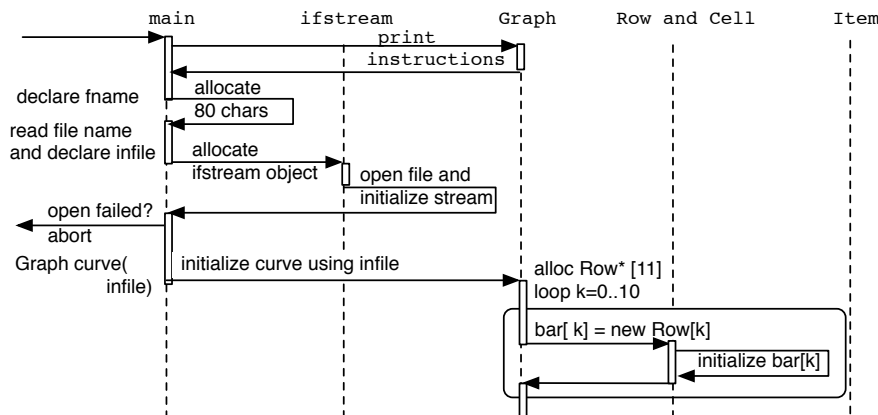 main ifstream Graph Row and Cell Item
print
instructions
declare fname
allocate
80 chars
read file name
and declare infile
allocate
ifstream object
open file and
initialize stream
open failed?
abort
Graph curve(
infile)
initialize curve using infile
alloc Row* [11]
loop k=0..10
bar[ k] = new Row[k]
initialize bar[k]